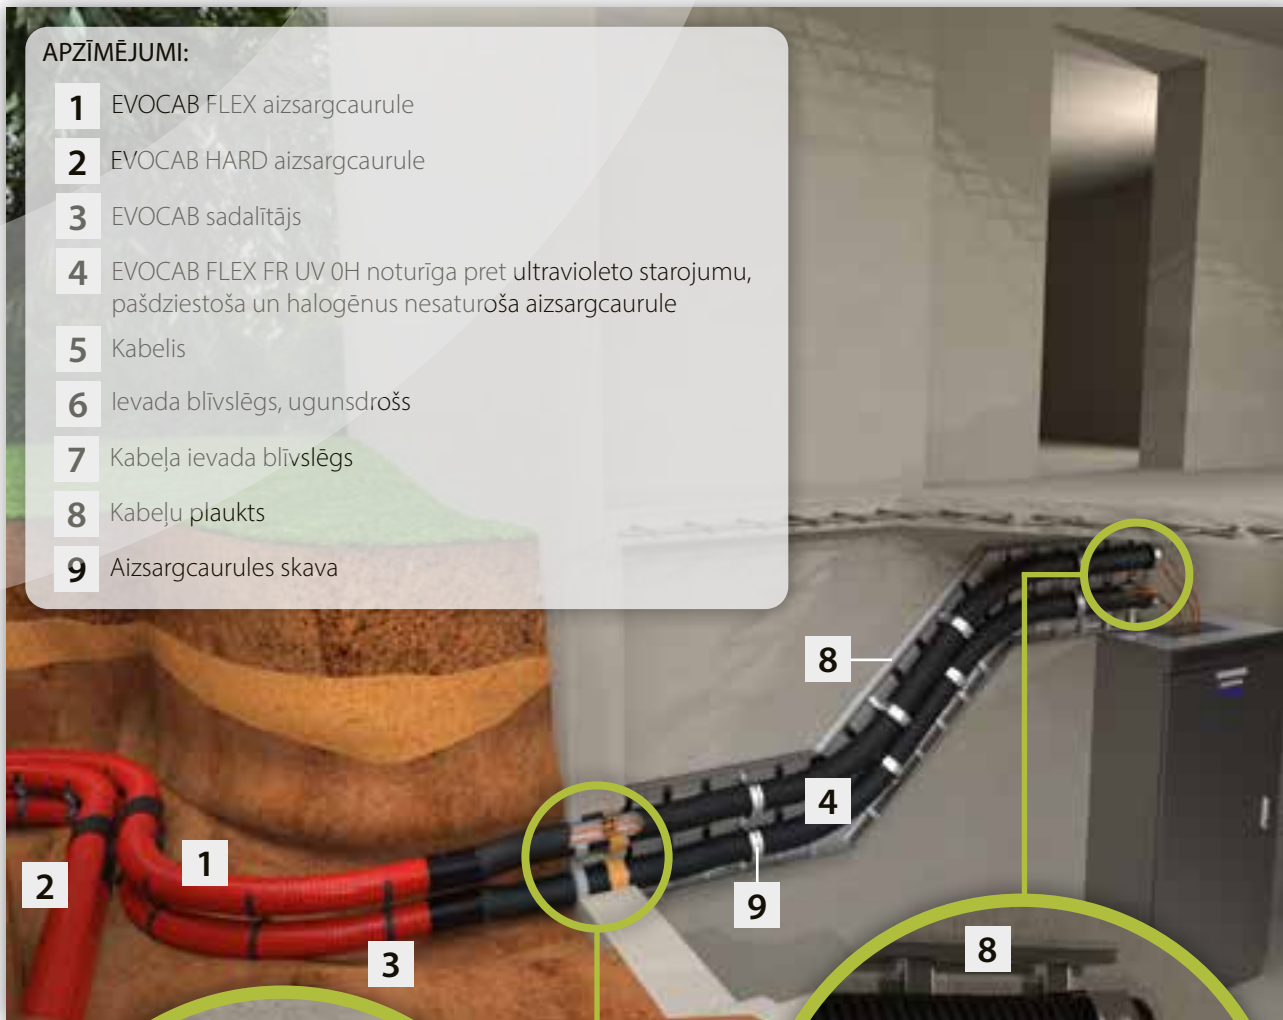 APZĪMĒJUMI:
1 EVOCAB FLEX aizsargcaurule
2 EVOCAB HARD aizsargcaurule
3 EVOCAB sadalītājs
4 EVOCAB FLEX FR UV 0H noturīga pret ultravioleto starojumu,
pašdziestoša un halogēnus nesaturoša aizsargcaurule
5 Kabelis
6 Ievada blīvslēgs, ugunsdrošs
7 Kabeļa ievada blīvslēgs
8 Kabeļu plaukts
9 Aizsargcaurules skava
8
4
1
2
9
3
8